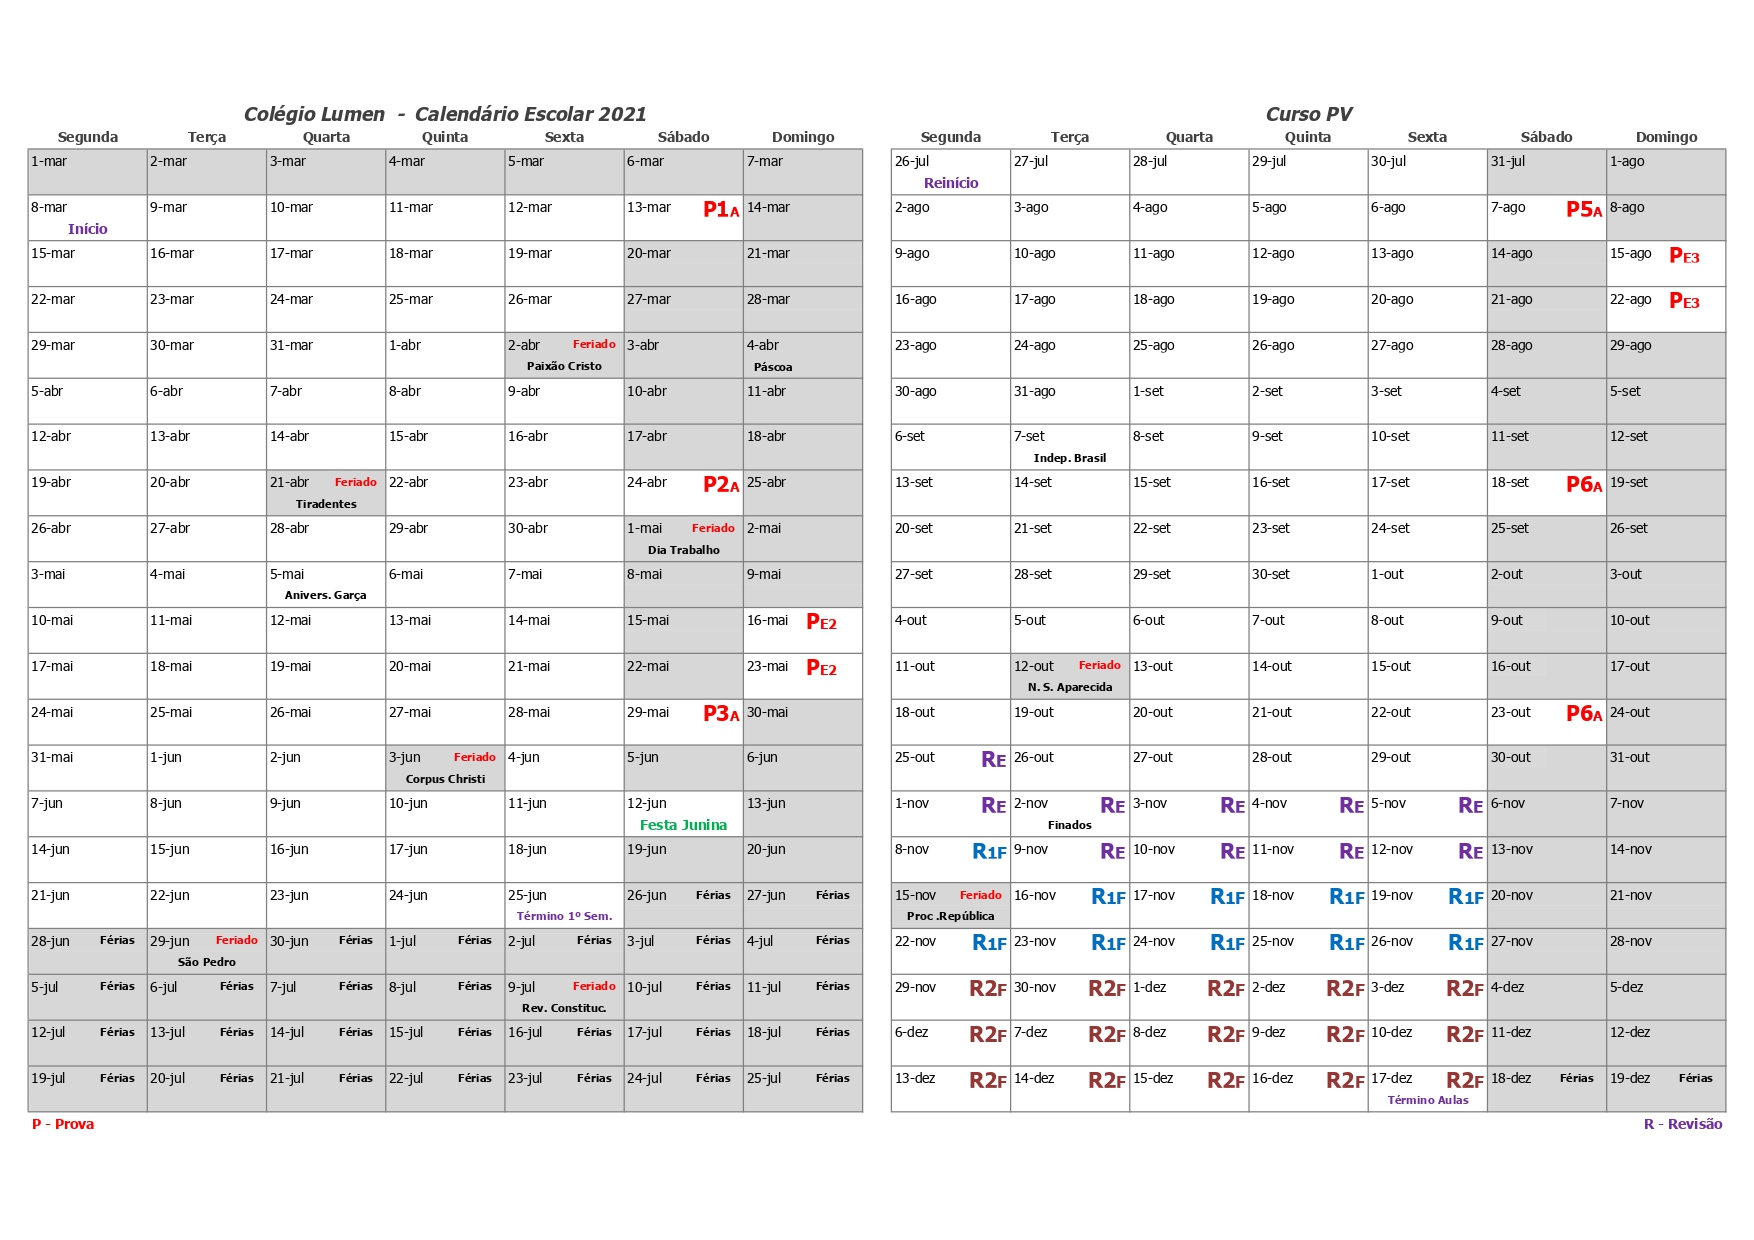 Colégio Lumen - Calendário Escolar 2021
Segunda Terça Quarta Quinta Sexta Sábado Domingo
1-mar 2-mar 3-mar 4-mar 5-mar 6-mar 7-mar
8-mar 9-mar 10-mar 11-mar 12-mar 13-mar P1A 14-mar
Início
15-mar 16-mar 17-mar 18-mar 19-mar 20-mar 21-mar
22-mar 23-mar 24-mar 25-mar 26-mar 27-mar 28-mar
29-mar 30-mar 31-mar 1-abr 2-abr Feriado 3-abr 4-abr
Paixão Cristo Páscoa
5-abr 6-abr 7-abr 8-abr 9-abr 10-abr 11-abr
12-abr 13-abr 14-abr 15-abr 16-abr 17-abr 18-abr
19-abr 20-abr 21-abr Feriado 22-abr 23-abr 24-abr P2A 25-abr
Tiradentes
26-abr 27-abr 28-abr 29-abr 30-abr 1-mai Feriado 2-mai
Dia Trabalho
3-mai 4-mai 5-mai 6-mai 7-mai 8-mai 9-mai
Anivers. Garça
10-mai 11-mai 12-mai 13-mai 14-mai 15-mai 16-mai PE2
17-mai 18-mai 19-mai 20-mai 21-mai 22-mai 23-mai PE2
24-mai 25-mai 26-mai 27-mai 28-mai 29-mai P3A 30-mai
31-mai 1-jun 2-jun 3-jun Feriado 4-jun 5-jun 6-jun
Corpus Christi
7-jun 8-jun 9-jun 10-jun 11-jun 12-jun 13-jun
Festa Junina
14-jun 15-jun 16-jun 17-jun 18-jun 19-jun 20-jun
21-jun 22-jun 23-jun 24-jun 25-jun 26-jun Férias 27-jun Férias
Término 1º Sem.
28-jun Férias 29-jun Feriado 30-jun Férias 1-jul Férias 2-jul Férias 3-jul Férias 4-jul Férias
São Pedro
5-jul Férias 6-jul Férias 7-jul Férias 8-jul Férias 9-jul Feriado 10-jul Férias 11-jul Férias
Rev. Constituc.
12-jul Férias 13-jul Férias 14-jul Férias 15-jul Férias 16-jul Férias 17-jul Férias 18-jul Férias
19-jul Férias 20-jul Férias 21-jul Férias 22-jul Férias 23-jul Férias 24-jul Férias 25-jul Férias
P - Prova
Curso PV
Segunda Terça Quarta Quinta Sexta Sábado Domingo
26-jul 27-jul 28-jul 29-jul 30-jul 31-jul 1-ago
Reinício
2-ago 3-ago 4-ago 5-ago 6-ago 7-ago P5A 8-ago
9-ago 10-ago 11-ago 12-ago 13-ago 14-ago 15-ago PE3
16-ago 17-ago 18-ago 19-ago 20-ago 21-ago 22-ago PE3
23-ago 24-ago 25-ago 26-ago 27-ago 28-ago 29-ago
30-ago 31-ago 1-set 2-set 3-set 4-set 5-set
6-set 7-set 8-set 9-set 10-set 11-set 12-set
Indep. Brasil
13-set 14-set 15-set 16-set 17-set 18-set P6A 19-set
20-set 21-set 22-set 23-set 24-set 25-set 26-set
27-set 28-set 29-set 30-set 1-out 2-out 3-out
4-out 5-out 6-out 7-out 8-out 9-out 10-out
11-out 12-out Feriado 13-out 14-out 15-out 16-out 17-out
N. S. Aparecida
18-out 19-out 20-out 21-out 22-out 23-out P6A 24-out
25-out RE 26-out 27-out 28-out 29-out 30-out 31-out
1-nov RE 2-nov RE 3-nov RE 4-nov RE 5-nov RE 6-nov 7-nov
Finados
8-nov R1F 9-nov RE 10-nov RE 11-nov RE 12-nov RE 13-nov 14-nov
15-nov Feriado 16-nov R1F 17-nov R1F 18-nov R1F 19-nov R1F 20-nov 21-nov
Proc .República
22-nov R1F 23-nov R1F 24-nov R1F 25-nov R1F 26-nov R1F 27-nov 28-nov
29-nov R2F 30-nov R2F 1-dez R2F 2-dez R2F 3-dez R2F 4-dez 5-dez
6-dez R2F 7-dez R2F 8-dez R2F 9-dez R2F 10-dez R2F 11-dez 12-dez
13-dez R2F 14-dez R2F 15-dez R2F 16-dez R2F 17-dez R2F 18-dez Férias 19-dez Férias
Término Aulas
R - Revisão